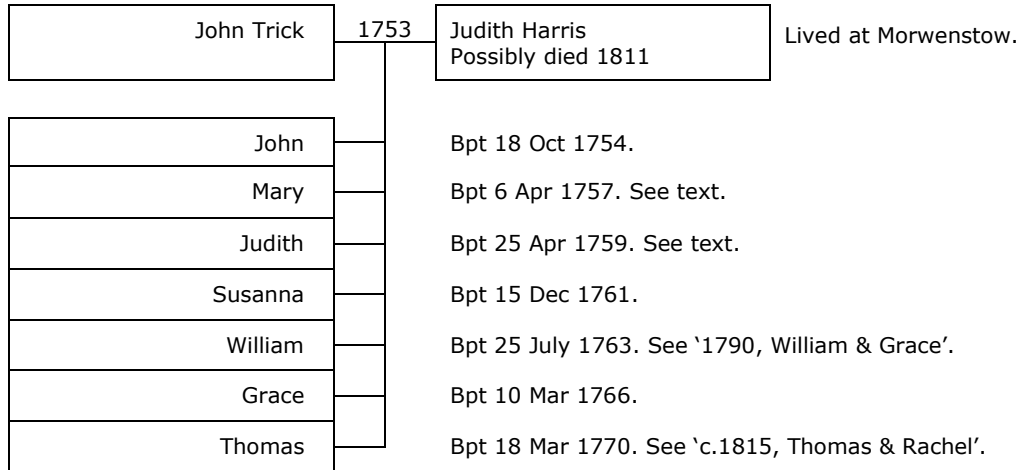 John Trick 1753 Judith Harris Lived at Morwenstow.
Possibly died 1811
John Bpt 18 Oct 1754.
Mary Bpt 6 Apr 1757. See text.
Judith Bpt 25 Apr 1759. See text.
Susanna Bpt 15 Dec 1761.
William Bpt 25 July 1763. See ‘1790, William & Grace’.
Grace Bpt 10 Mar 1766.
Thomas Bpt 18 Mar 1770. See ‘c.1815, Thomas & Rachel’.